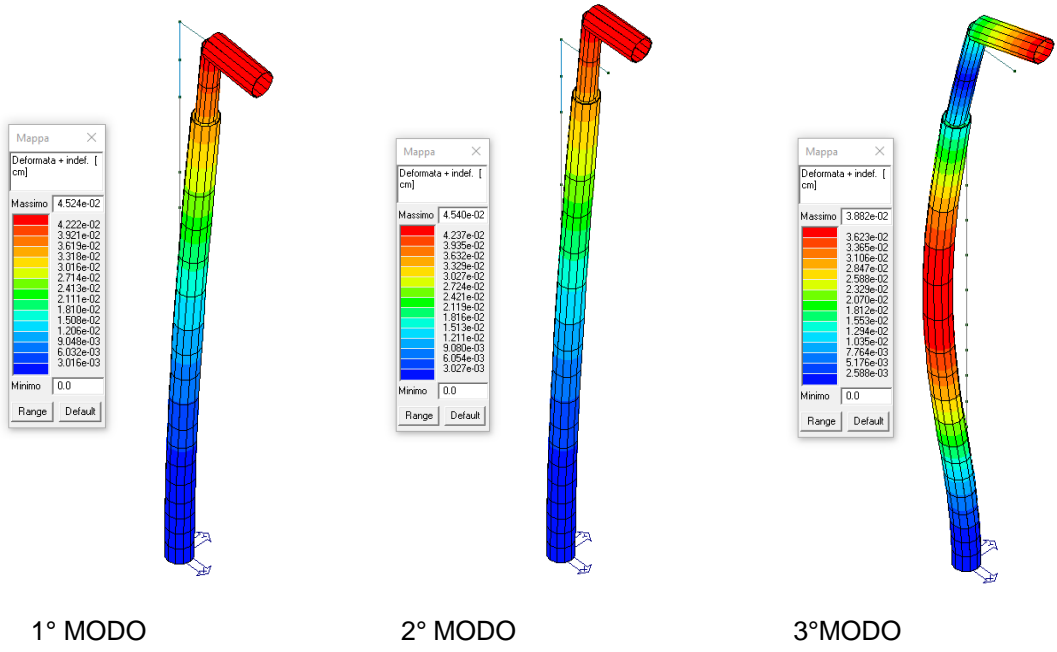 Mappa
Deformata + indef. [
cm]
Massimo 4.524e-02
4.222e-02
3.921e-02
3.619e-02
3.318e-02
3.016e-02
2.714e-02
2.413e-02
2.111e-02
1.810e-02
1.508e-02
1.206e-02
9.048e-03
6.032e-03
3.016e-03
Minimo 0.0
Range Default
1° MODO
Mappa
Deformata + indef. [
cm]
Massimo 4.540e-02
4.237e-02
3.935e-02
3.632e-02
3.329e-02
3.027e-02
2.724e-02
2.421e-02
2.119e-02
1.816e-02
1.513e-02
1.211e-02
9.080e-03
6.054e-03
3.027e-03
Minimo 0.0
Range Default
2° MODO
Mappa
Deformata + indef. [
cm]
Massimo 3.882e-02
3.623e-02
3.365e-02
3.106e-02
2.847e-02
2.588e-02
2.329e-02
2.070e-02
1.812e-02
1.553e-02
1.294e-02
1.035e-02
7.764e-03
5.176e-03
2.588e-03
Minimo 0.0
Range Default
3°MODO